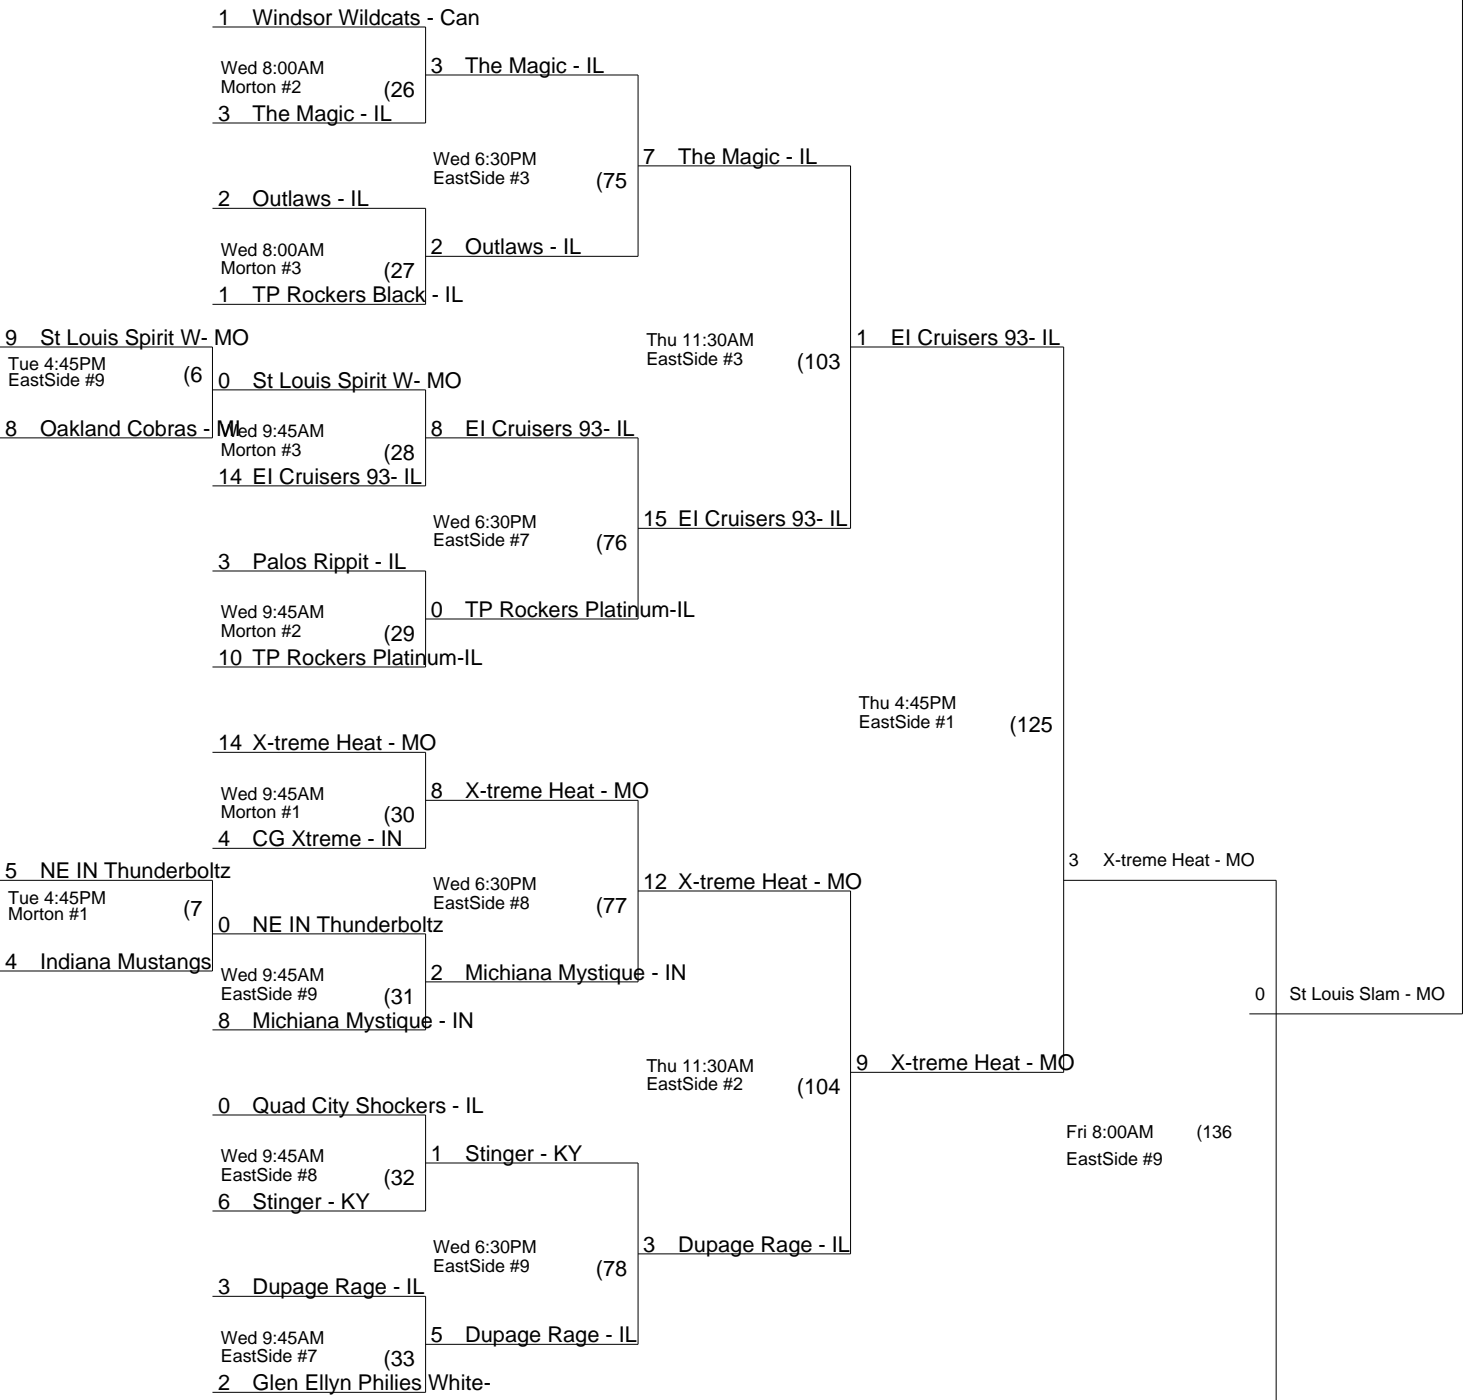 1 Windsor Wildcats - Can
Wed 8:00AM
Morton #2 (26
3 The Magic - IL
3 The Magic - IL
Wed 6:30PM
EastSide #3 (75
7 The Magic - IL
2 Outlaws - IL
Wed 8:00AM
Morton #3 (27
2 Outlaws - IL
1 TP Rockers Black - IL
9 St Louis Spirit W- MO
Tue 4:45PM
EastSide #9 (6
0 St Louis Spirit W- MO
8 Oakland Cobras - MI
Wed 9:45AM
Morton #3 (28
8 EI Cruisers 93- IL
14 EI Cruisers 93- IL
Thu 11:30AM
EastSide #3 (103
1 EI Cruisers 93- IL
Wed 6:30PM
EastSide #7 (76
15 EI Cruisers 93- IL
3 Palos Rippit - IL
Wed 9:45AM
Morton #2 (29
0 TP Rockers Platinum-IL
10 TP Rockers Platinum-IL
Thu 4:45PM
EastSide #1 (125
14 X-treme Heat - MO
Wed 9:45AM
Morton #1 (30
8 X-treme Heat - MO
4 CG Xtreme - IN
3 X-treme Heat - MO
5 NE IN Thunderboltz
Tue 4:45PM
Morton #1 (7
Wed 6:30PM
EastSide #8 (77
12 X-treme Heat - MO
0 NE IN Thunderboltz
4 Indiana Mustangs
Wed 9:45AM
EastSide #9 (31
2 Michiana Mystique - IN
8 Michiana Mystique - IN
0 St Louis Slam - MO
Thu 11:30AM
EastSide #2 (104
9 X-treme Heat - MO
0 Quad City Shockers - IL
Wed 9:45AM
EastSide #8 (32
1 Stinger - KY
6 Stinger - KY
Fri 8:00AM (136
EastSide #9
Wed 6:30PM
EastSide #9 (78
3 Dupage Rage - IL
3 Dupage Rage - IL
Wed 9:45AM
EastSide #7 (33
5 Dupage Rage - IL
2 Glen Ellyn Philies White-